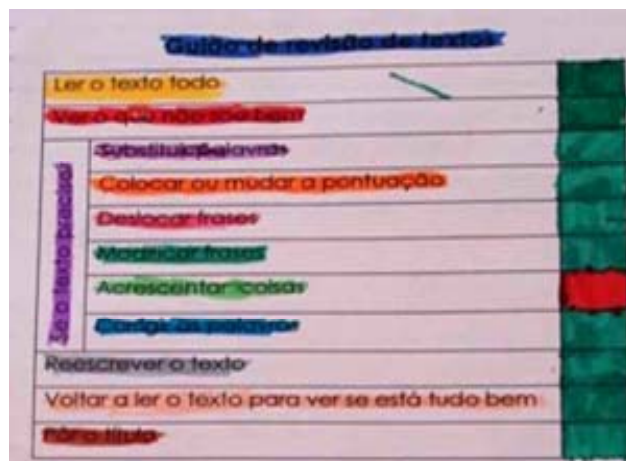 Guião de revisão de textos
Ler o texto todo
Ver o que não soa bem
Se o texto precisa!
Substituir palavras
Colocar ou mudar a pontuação
Deslocar frases
Modificar frases
Acrescentar coisas
Corrigir as palavras
Reescrever o texto
Voltar a ler o texto para ver se está tudo bem
Pôr o título